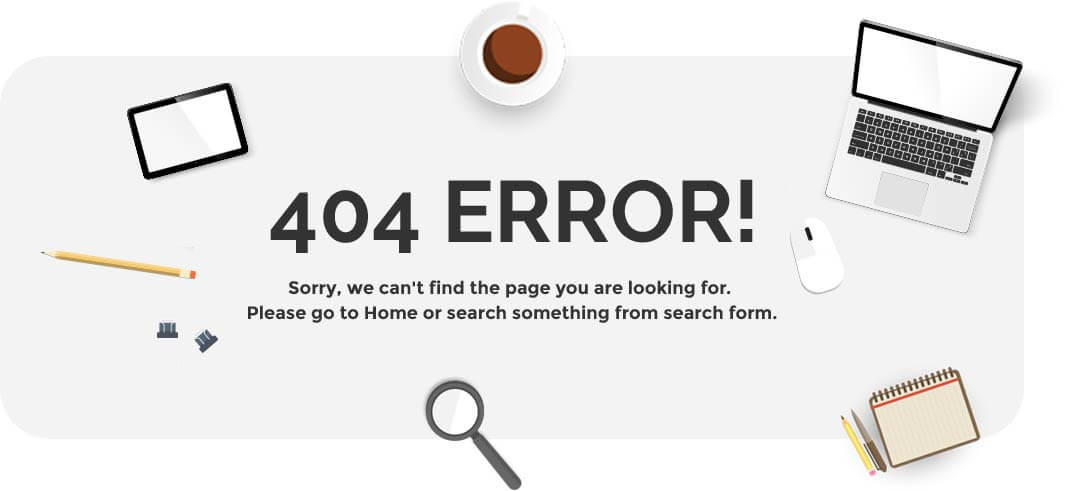 404 ERROR!
Sorry, we can't find the page you are looking for.
Please go to Home or search something from search form.